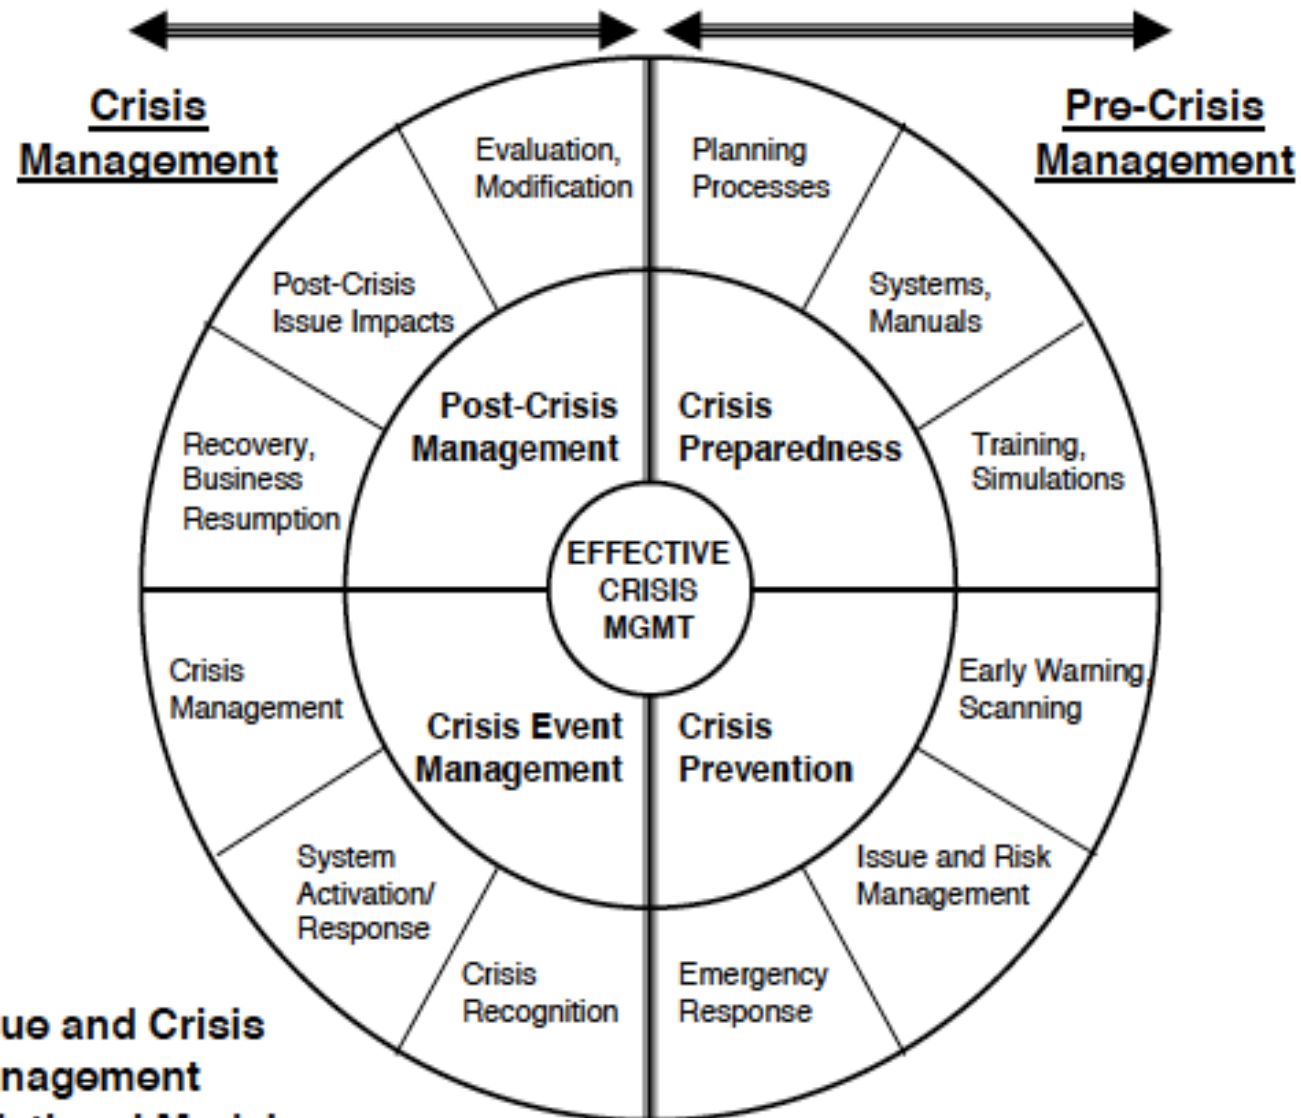 Crisis
Management
Pre-Crisis
Management
Evaluation,
Modification
Planning
Processes
Post-Crisis
Issue Impacts
Systems,
Manuals
Recovery,
Business
Resumption
Post-Crisis
Management
Crisis
Preparedness
Training,
Simulations
EFFECTIVE
CRISIS
MGMT
Crisis
Management
Crisis Event
Management
Crisis
Prevention
Early Warning,
Scanning
System
Activation/
Response
Issue and Risk
Management
Crisis
Recognition
Emergency
Response
ue and Crisis
nagement